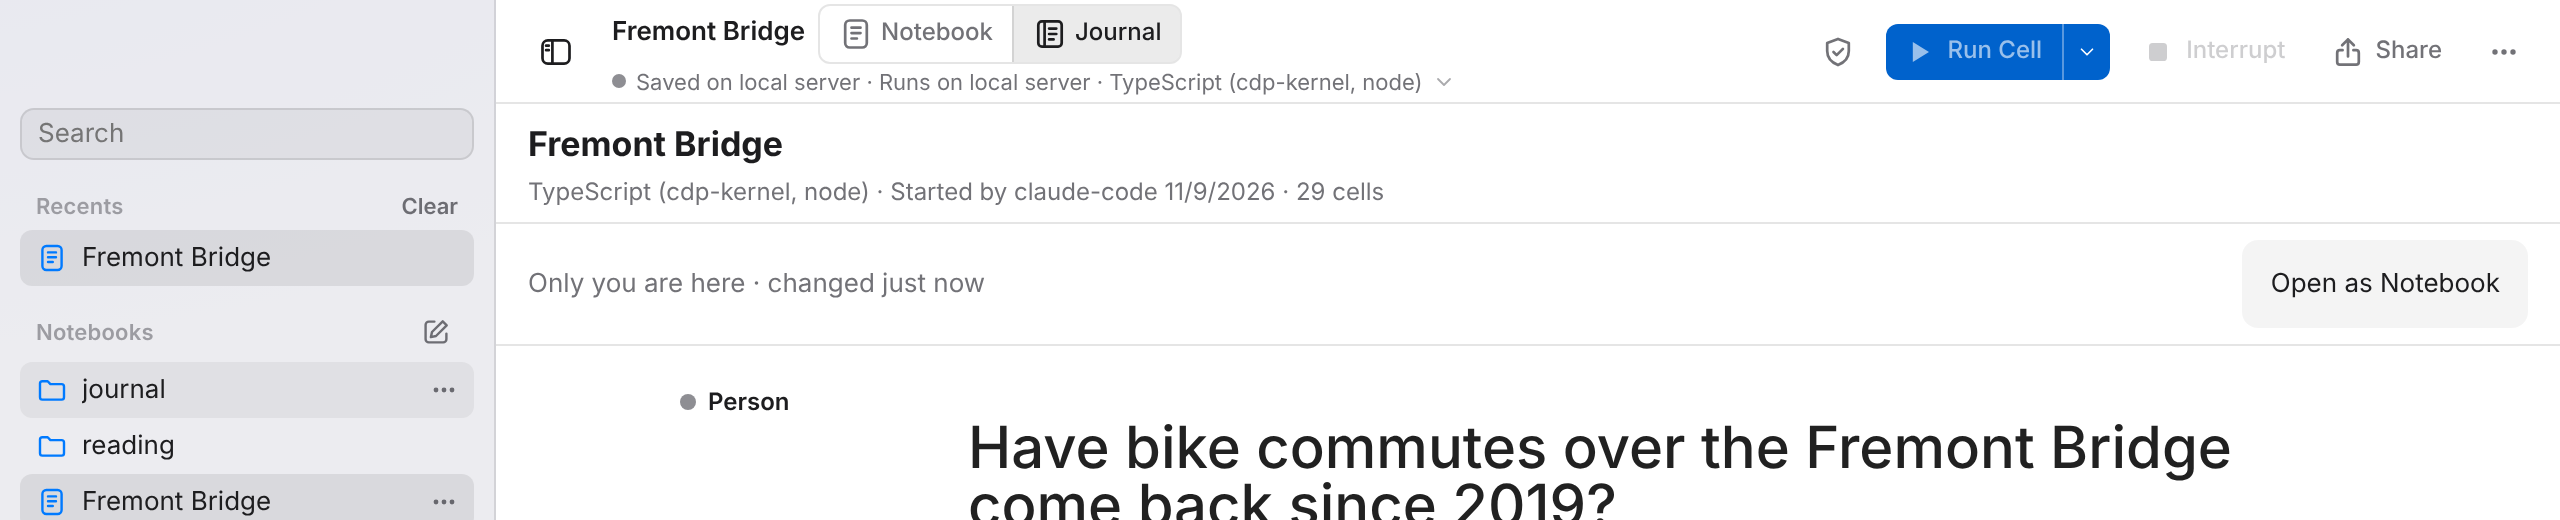 Search
Recents
Clear
Fremont Bridge
Notebooks
journal
reading
Fremont Bridge
Fremont Bridge
Notebook
Journal
Saved on local server · Runs on local server · TypeScript (cdp-kernel, node)
Run Cell
Interrupt
Share
Fremont Bridge
TypeScript (cdp-kernel, node) · Started by claude-code 11/9/2026 · 29 cells
Only you are here · changed just now
Open as Notebook
Person
Have bike commutes over the Fremont Bridge
come back since 2019?